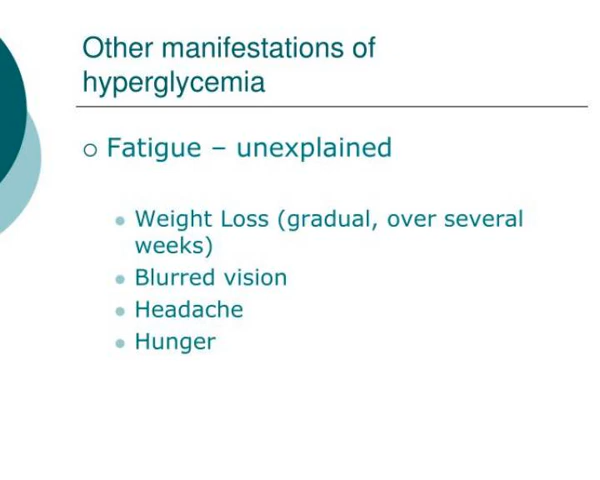 Other manifestations of
hyperglycemia
Fatigue – unexplained
Weight Loss (gradual, over several
weeks)
Blurred vision
Headache
Hunger